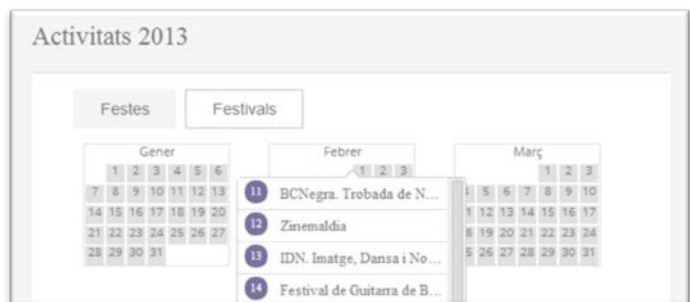 Activitats 2013
Festes Festivals
Gener Febrer Març
1 2 3 4 5 6 1 2 3 1 2 3
7 8 9 10 11 12 13 11 BCNegra. Trobada de N... 5 6 7 8 9 10
14 15 16 17 18 19 20 12 Zinemaldia 12 13 14 15 16 17
21 22 23 24 25 26 27 13 IDN. Imatge, Dansa i No... 19 20 21 22 23 24
28 29 30 31 14 Festival de Guitarra de B... 26 27 28 29 30 31